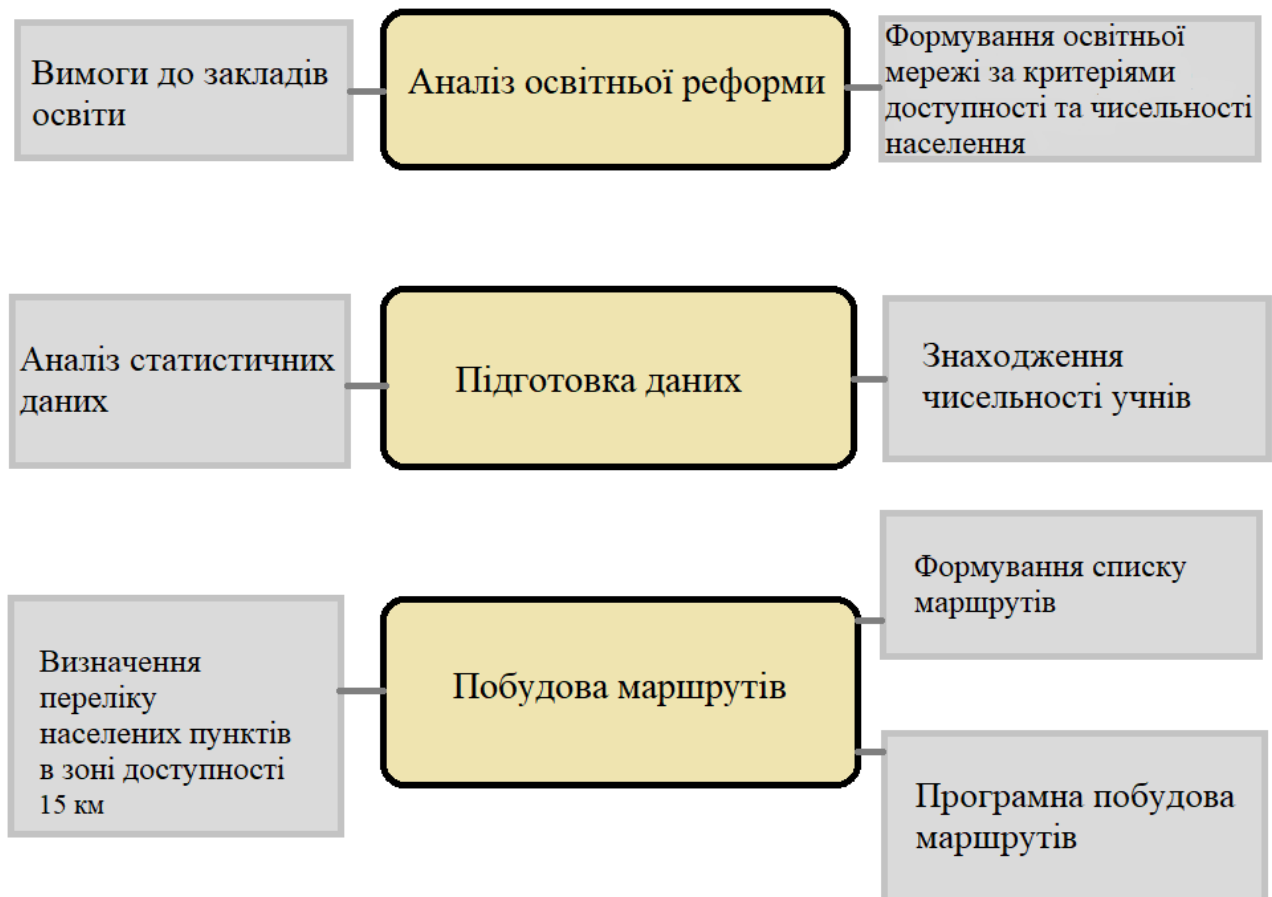 Вимоги до закладів
освіти
Аналіз освітньої реформи
Формування освітньої
мережі за критеріями
доступності та чисельності
населення
Аналіз статистичних
даних
Підготовка даних
Знаходження
чисельності учнів
Визначення
переліку
населених пунктів
в зоні доступності
15 км
Побудова маршрутів
Формування списку
маршрутів
Програмна побудова
маршрутів